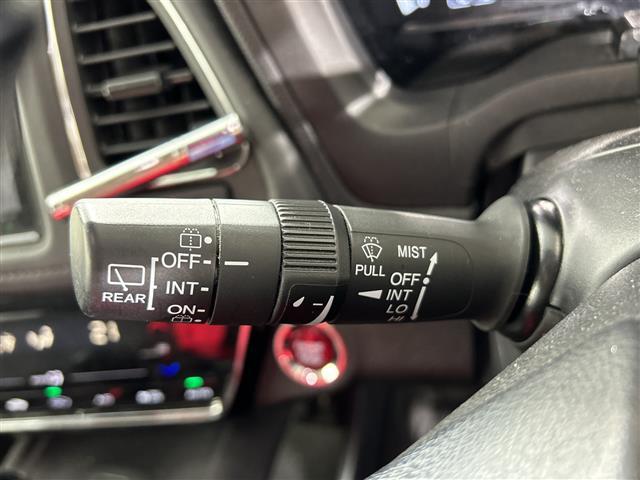 OFF
INT
ON
REAR
PULL
MIST
OFF
INT
LO
HI